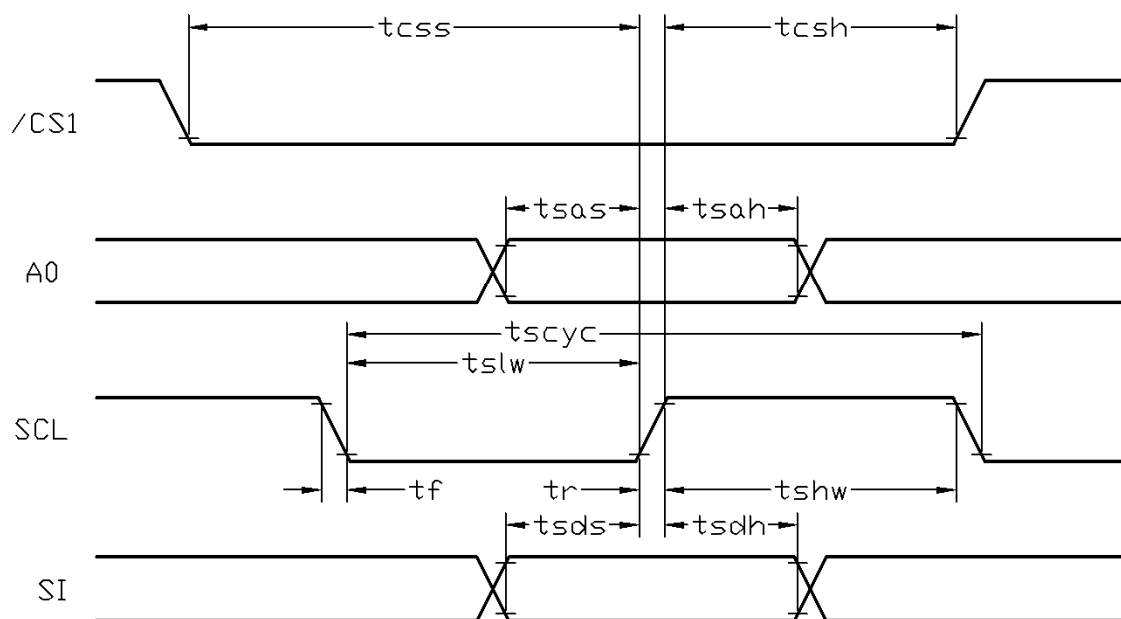 tcss
tcsh
/CS1
tsas
tsah
A0
tscyc
tslw
SCL
tf
tr
tshw
tsds
tsdh
SI